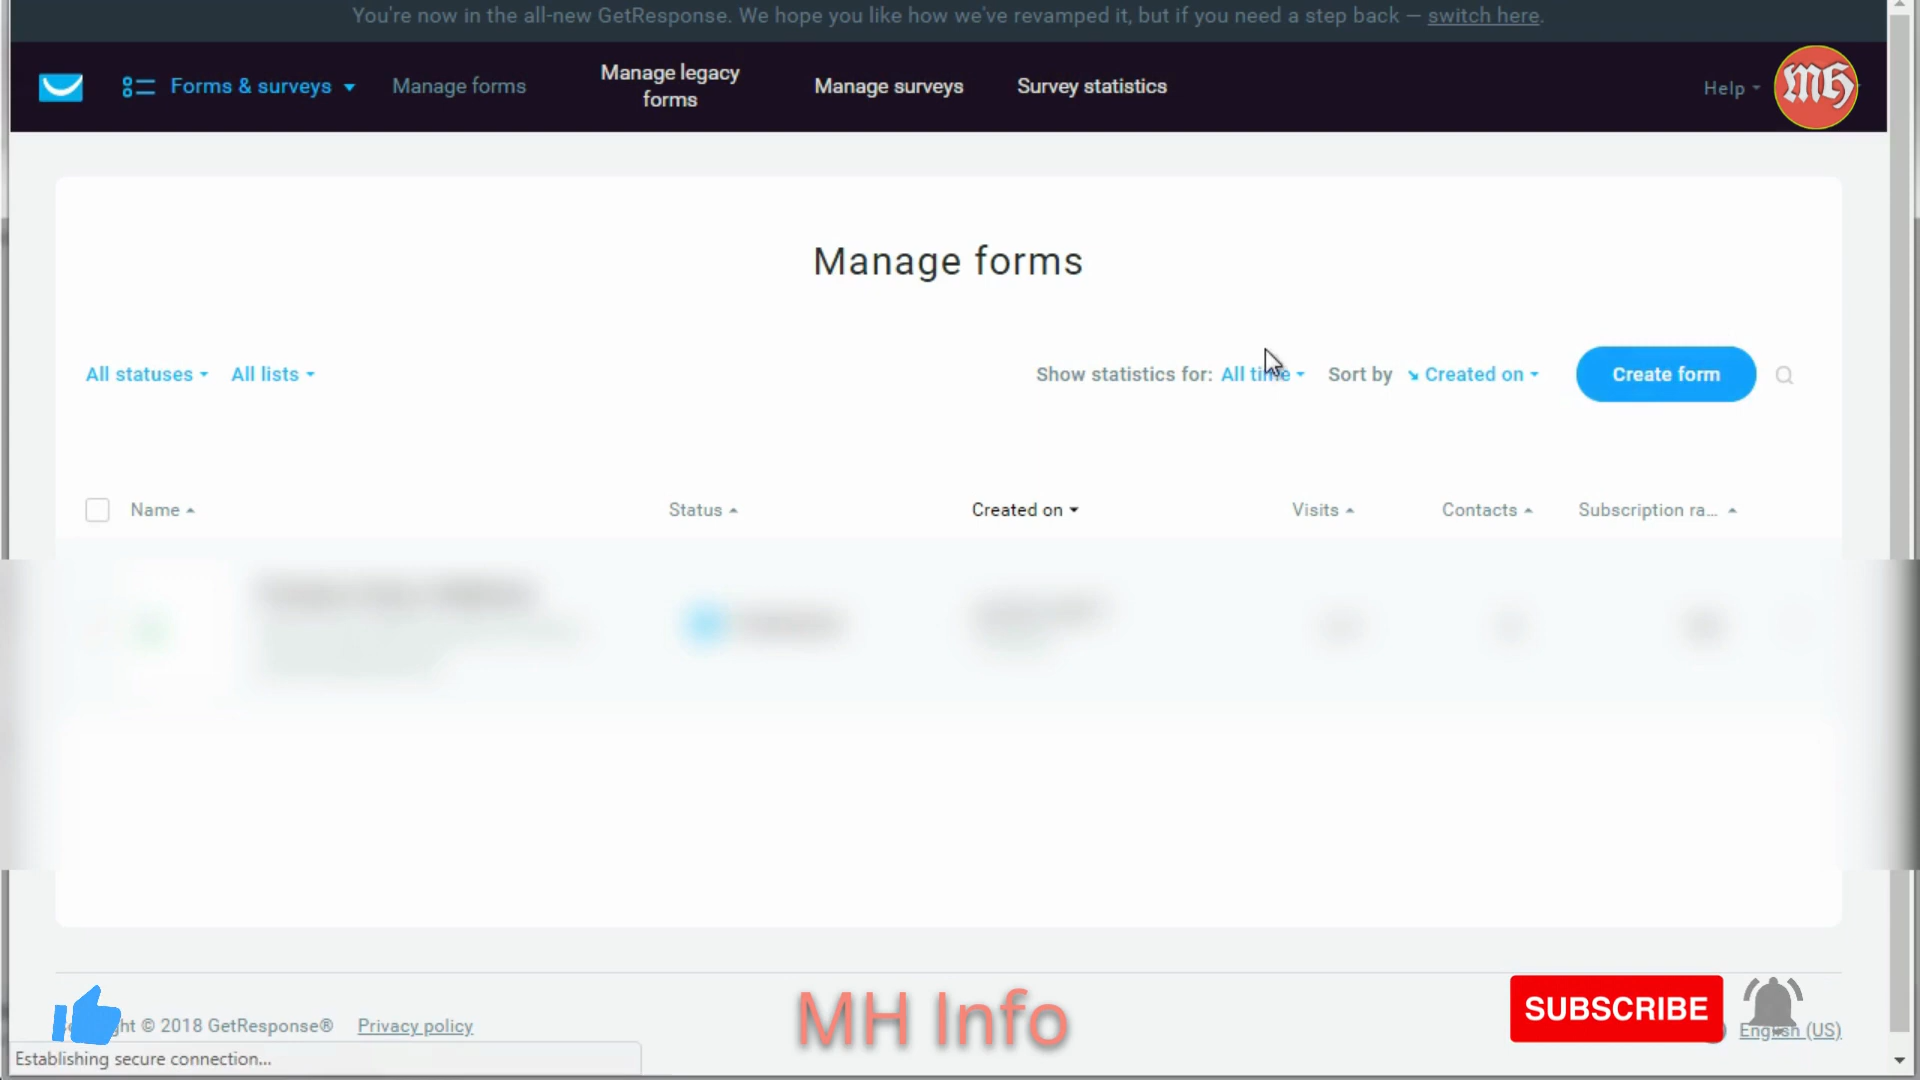 You're now in the all-new GetResponse. We hope you like how we've revamped it, but if you need a step back — switch here.
Forms & surveys
Manage forms
Manage legacy
forms
Manage surveys
Survey statistics
Help
MH
Manage forms
All statuses
All lists
Show statistics for: All time
Sort by
Created on
Create form
Name
Status
Created on
Visits
Contacts
Subscription ra...
ght © 2018 GetResponse®
Privacy policy
MH Info
SUBSCRIBE
English (US)
Establishing secure connection...